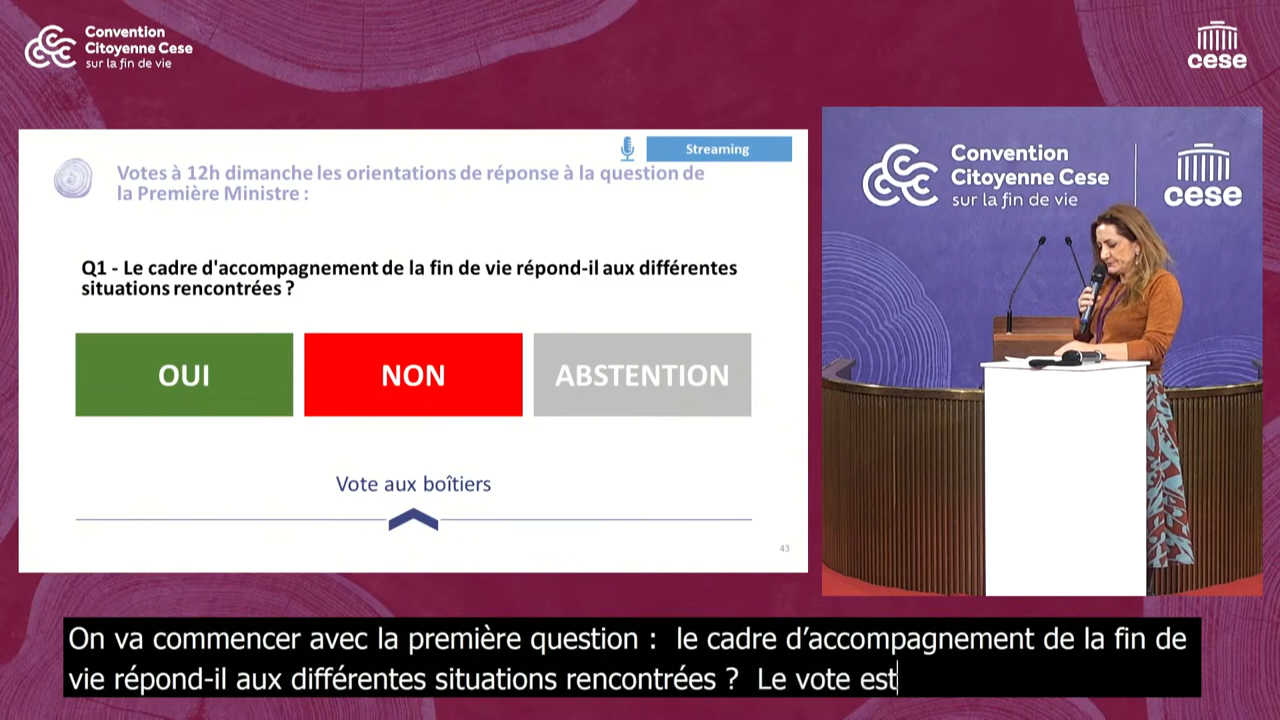 Convention
Citoyenne Cese
sur la fin de vie
cese
Streaming
Votes à 12h dimanche les orientations de réponse à la question de
la Première Ministre :
Q1 - Le cadre d'accompagnement de la fin de vie répond-il aux différentes
situations rencontrées ?
OUI
NON
ABSTENTION
Vote aux boîtiers
43
Convention
Citoyenne Cese
sur la fin de vie
cese
On va commencer avec la première question :  le cadre d’accompagnement de la fin de
vie répond-il aux différentes situations rencontrées ?  Le vote est